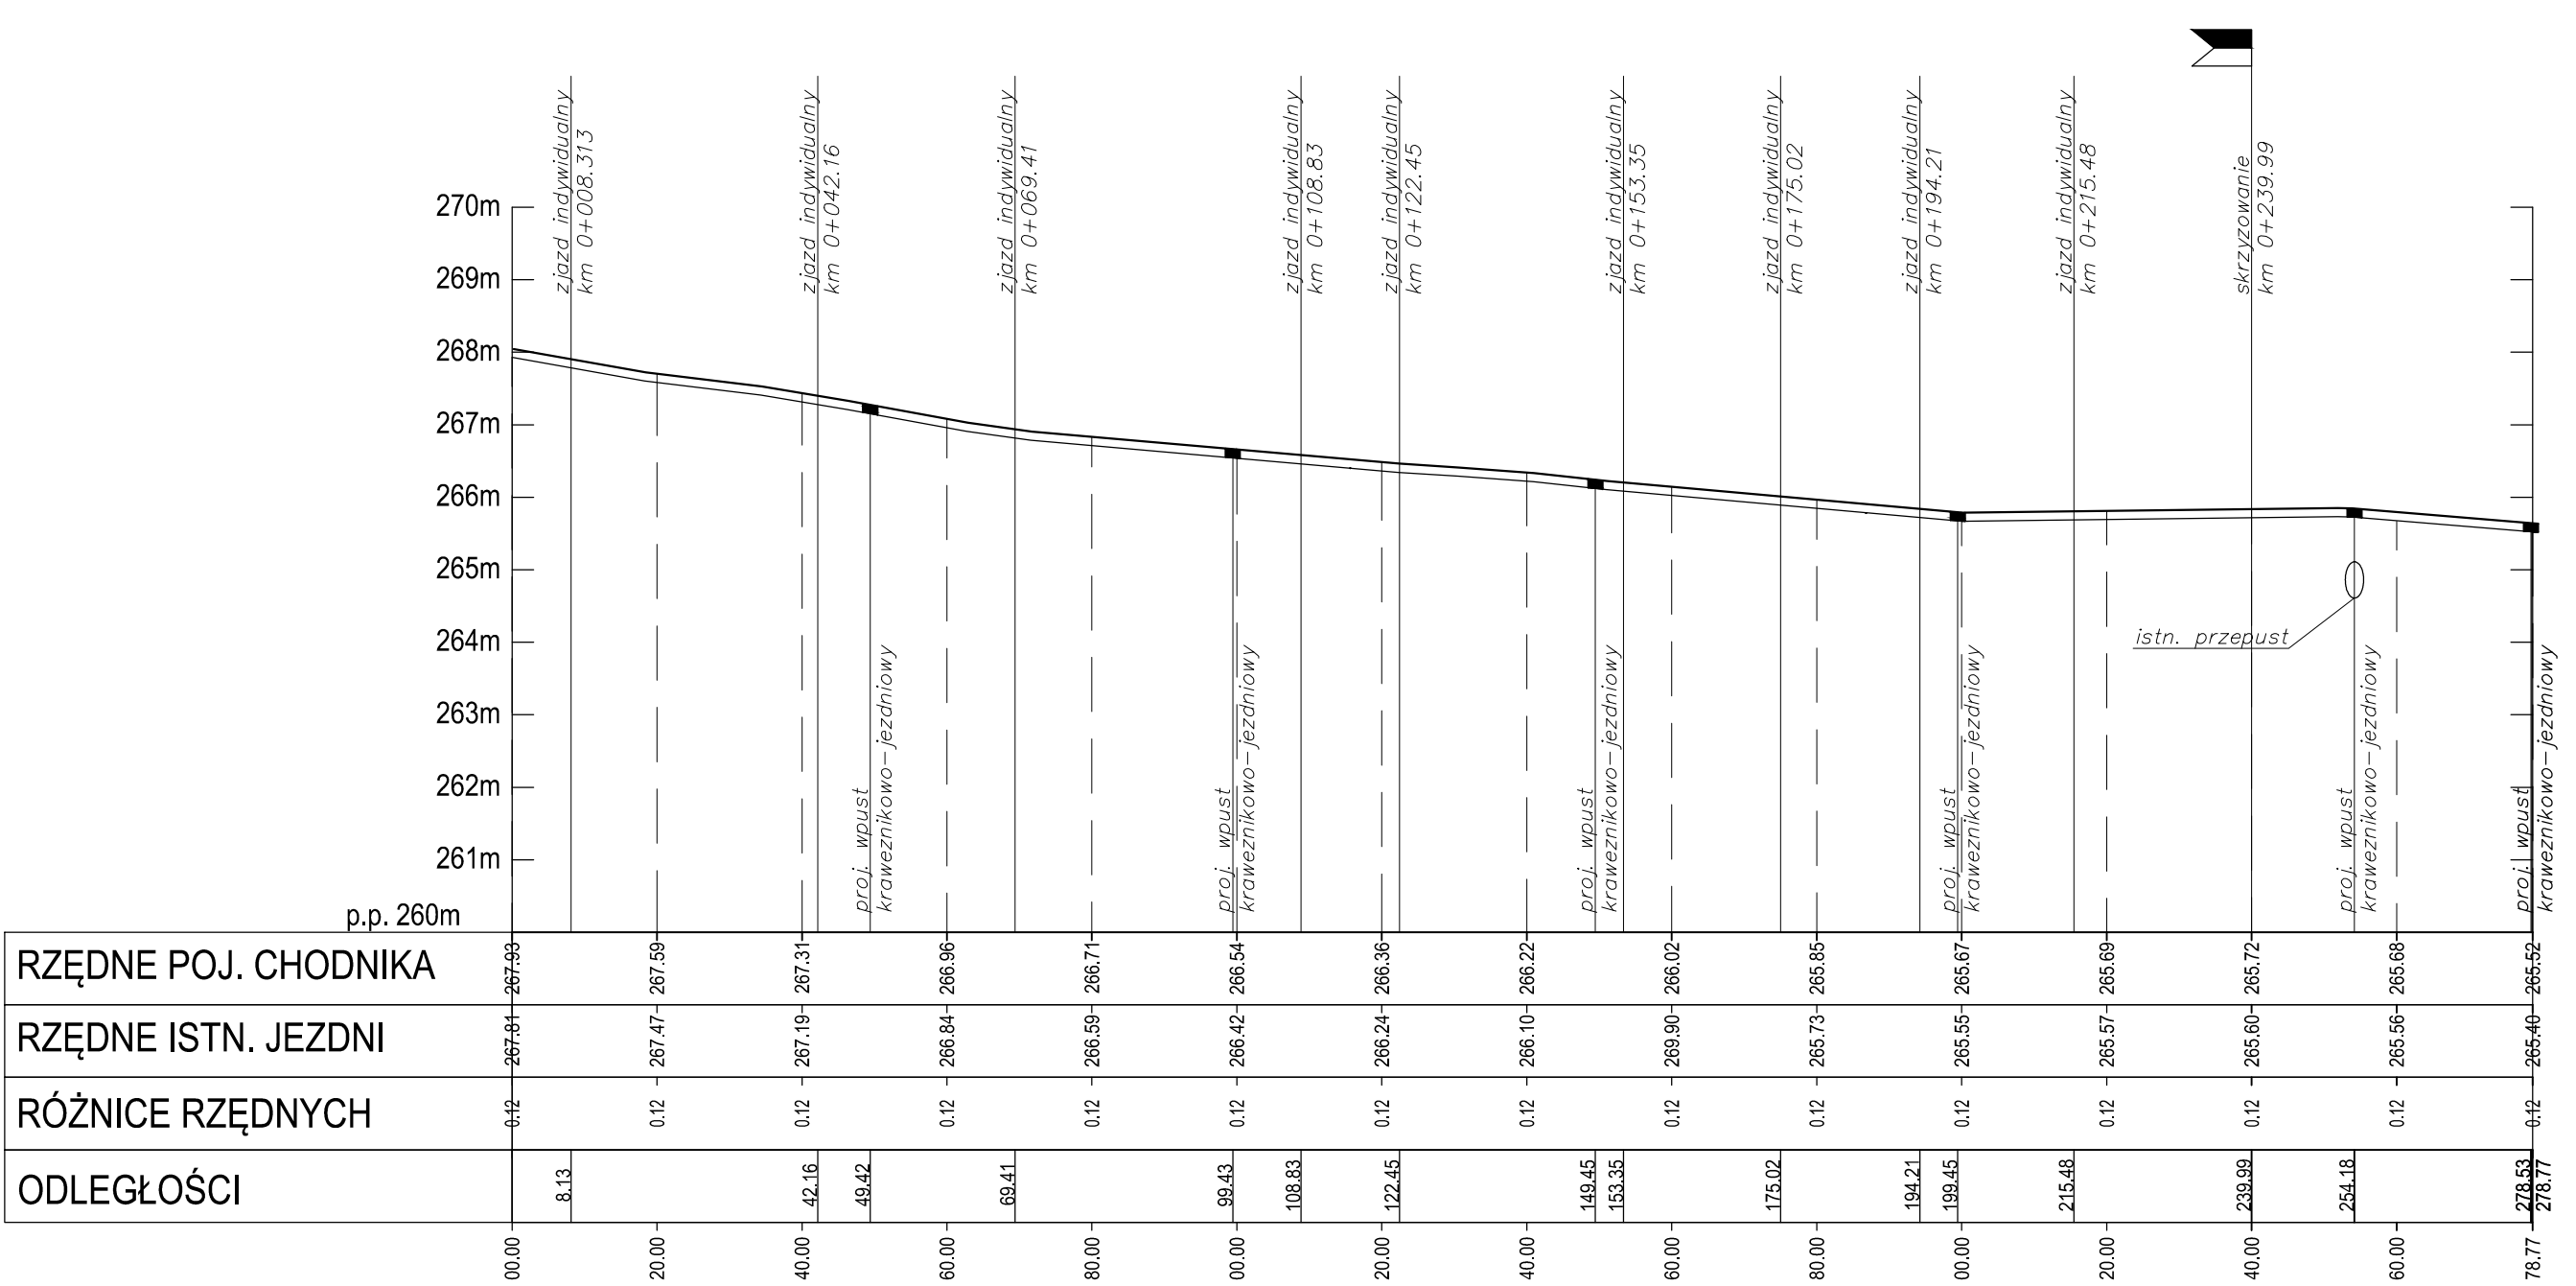 zjazd indywidualny
km 0+008.313
zjazd indywidualny
km 0+042.16
zjazd indywidualny
km 0+069.41
zjazd indywidualny
km 0+108.83
zjazd indywidualny
km 0+122.45
zjazd indywidualny
km 0+153.35
zjazd indywidualny
km 0+175.02
zjazd indywidualny
km 0+194.21
zjazd indywidualny
km 0+215.48
skrzyzowanie
km 0+239.99
270m
269m
268m
267m
266m
265m
264m
263m
262m
261m
p.p. 260m
istn. przepust
proj. wpust
kraweznikowo-jezdniowy
proj. wpust
kraweznikowo-jezdniowy
proj. wpust
kraweznikowo-jezdniowy
proj. wpust
kraweznikowo-jezdniowy
proj. wpust
kraweznikowo-jezdniowy
proj. wpust
kraweznikowo-jezdniowy
RZĘDNE POJ. CHODNIKA 267.93 267.59 267.31 266.96 266.71 266.54 266.36 266.22 266.02 265.85 265.67 265.69 265.72 265.68 265.52
RZĘDNE ISTN. JEZDNI 267.81 267.47 267.19 266.84 266.59 266.42 266.24 266.10 269.90 265.73 265.55 265.57 265.60 265.56 265.40
RÓŻNICE RZĘDNYCH 0.12 0.12 0.12 0.12 0.12 0.12 0.12 0.12 0.12 0.12 0.12 0.12 0.12 0.12 0.12
ODLEGŁOŚCI 8.13 42.16 49.42 69.41 99.43 108.83 122.45 149.45 153.35 175.02 194.21 199.45 215.48 239.99 254.18 278.53 278.77
00.00 20.00 40.00 60.00 80.00 00.00 20.00 40.00 60.00 80.00 00.00 20.00 40.00 60.00 78.77